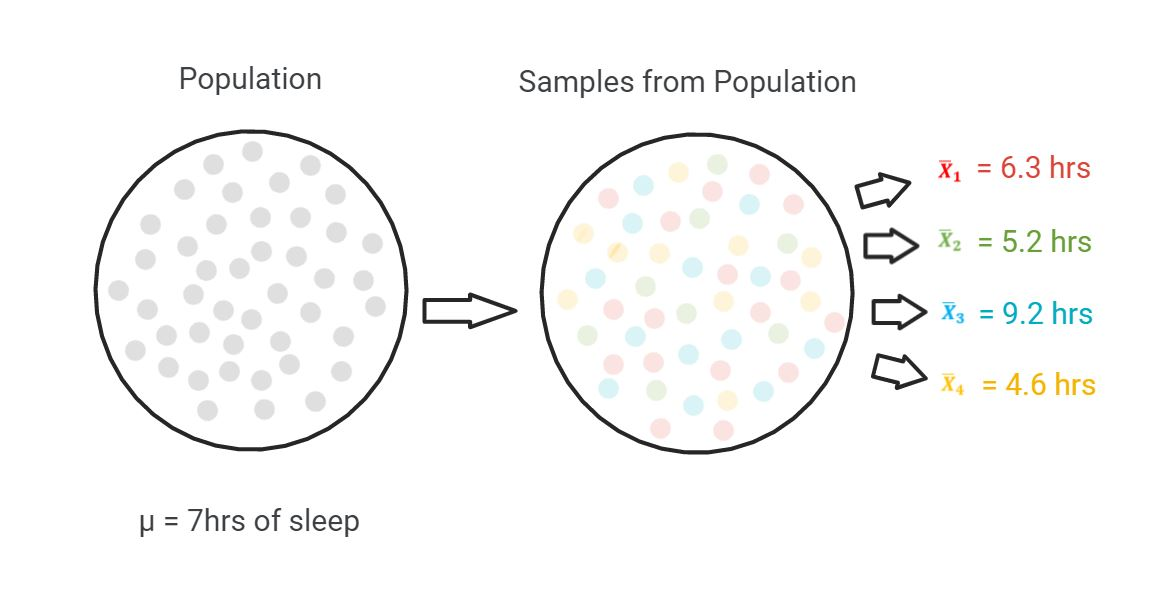 Population
Samples from Population
X̅₁ = 6.3 hrs
X̅₂ = 5.2 hrs
X̅₃ = 9.2 hrs
X̅₄ = 4.6 hrs
µ = 7hrs of sleep